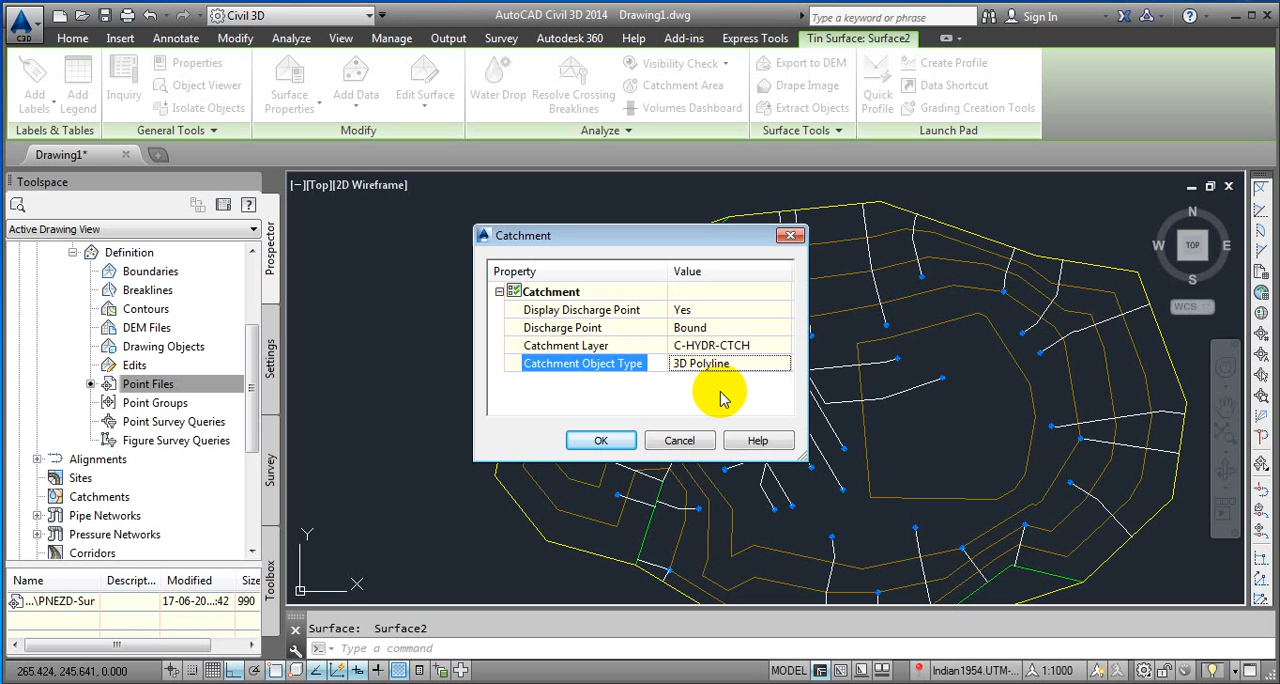 Civil 3D
AutoCAD Civil 3D 2014 Drawing1.dwg
Type a keyword or phrase
Sign In
C3D
Home Insert Annotate Modify Analyze View Manage Output Survey Autodesk 360 Help Add-ins Express Tools Tin Surface: Surface2
Add Labels
Add Legend
Inquiry
Properties
Object Viewer
Isolate Objects
Surface Properties
Add Data
Edit Surface
Water Drop
Resolve Crossing Breaklines
Visibility Check
Catchment Area
Volumes Dashboard
Export to DEM
Drape Image
Extract Objects
Quick Profile
Create Profile
Data Shortcut
Grading Creation Tools
Labels & Tables General Tools Modify Analyze Surface Tools Launch Pad
Drawing1*
Toolspace
Active Drawing View
Definition
Boundaries
Breaklines
Contours
DEM Files
Drawing Objects
Edits
Point Files
Point Groups
Point Survey Queries
Figure Survey Queries
Alignments
Sites
Catchments
Pipe Networks
Pressure Networks
Corridors
Prospector
Settings
Survey
Toolbox
Name Descript... Modified Size
...\PNEZD-Sur 17-06-20...:42 990
[−][Top][2D Wireframe]
N
W TOP E
S
WCS
Catchment
Property Value
Catchment
Display Discharge Point Yes
Discharge Point Bound
Catchment Layer C-HYDR-CTCH
Catchment Object Type 3D Polyline
OK Cancel Help
Y
X
Surface: Surface2
Type a command
265.424, 245.641, 0.000
MODEL
Indian1954.UTM-...
1:1000